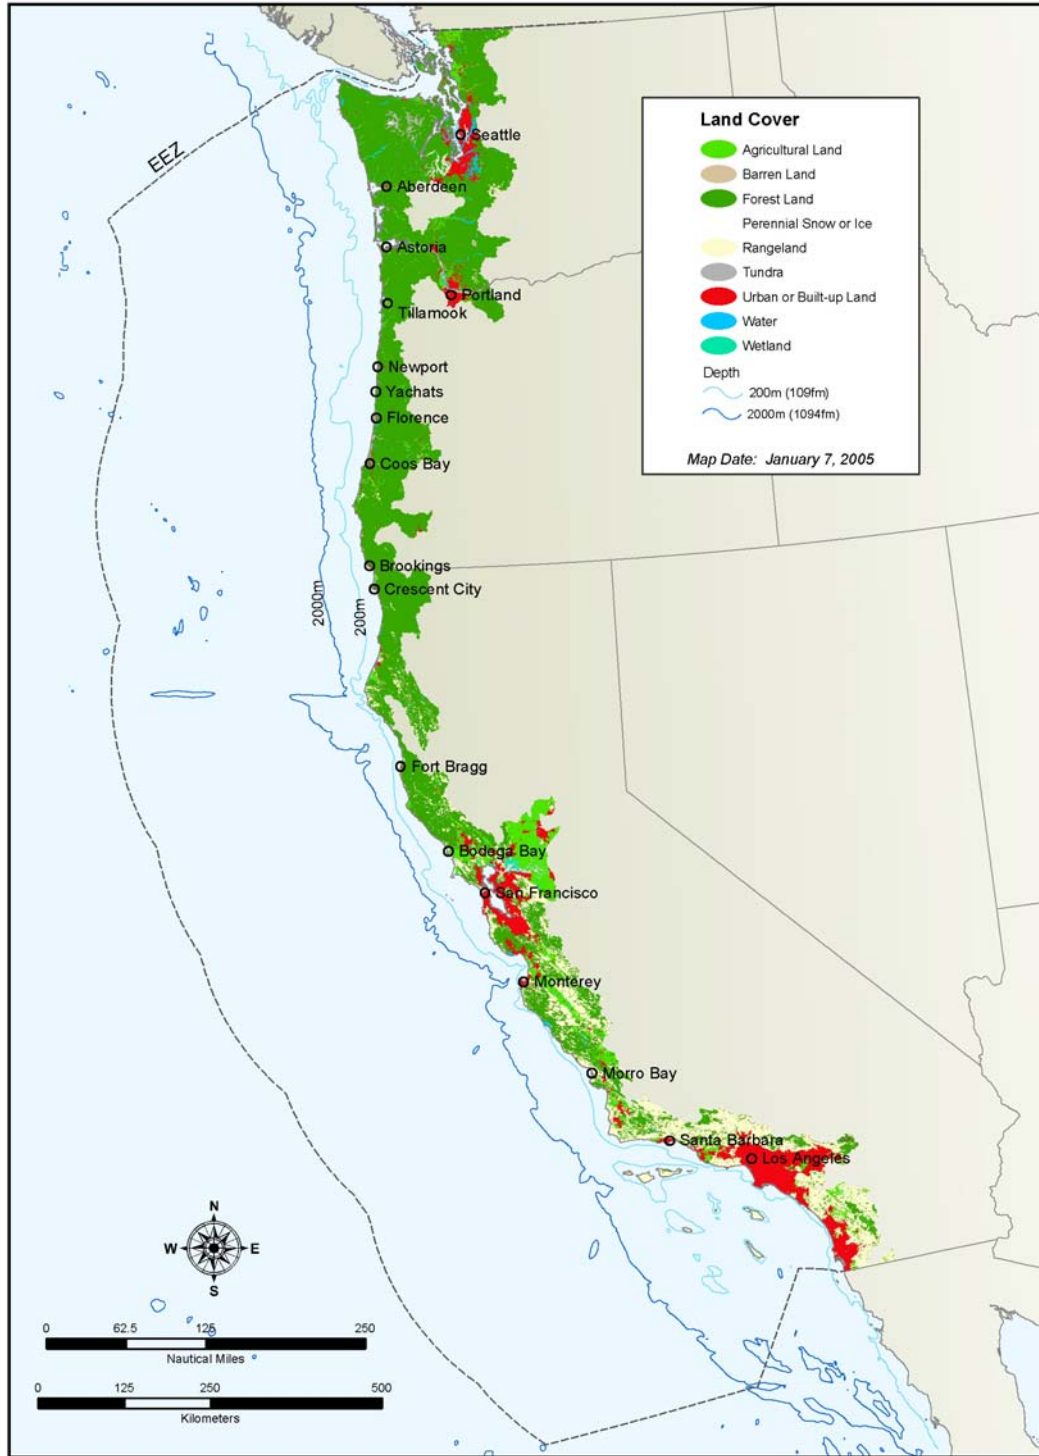 EEZ
Seattle
Aberdeen
Astoria
Portland
Tillamook
Newport
Yachats
Florence
Coos Bay
Brookings
Crescent City
2000m
200m
Fort Bragg
Bodega Bay
San Francisco
Monterey
Morro Bay
Santa Barbara
Los Angeles
Land Cover
Agricultural Land
Barren Land
Forest Land
Perennial Snow or Ice
Rangeland
Tundra
Urban or Built-up Land
Water
Wetland
Depth
200m (109fm)
2000m (1094fm)
Map Date: January 7, 2005
N
W E
S
0 62.5 125 250
Nautical Miles
0 125 250 500
Kilometers